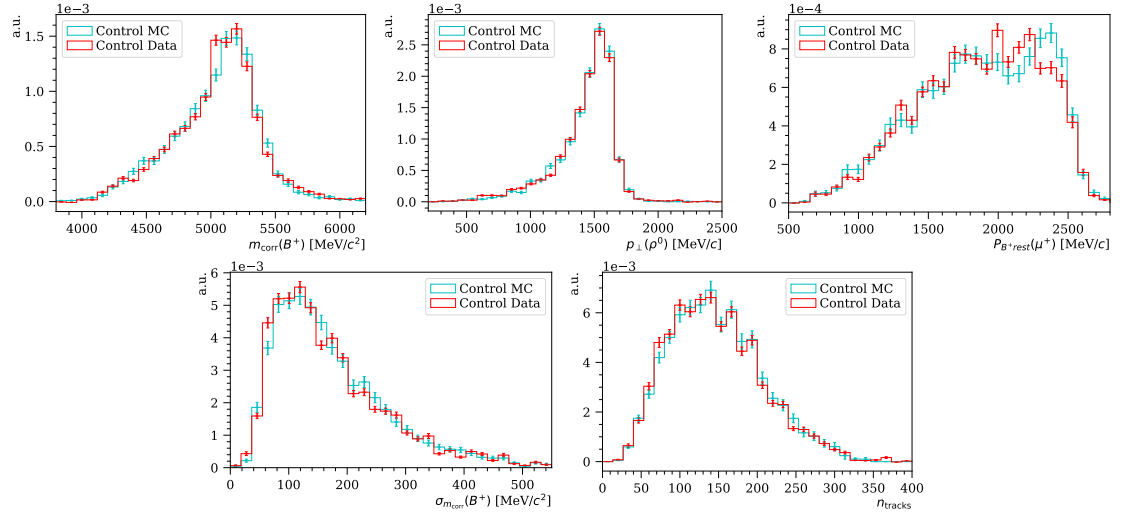 1e−3
a.u.
Control MC
Control Data
1.5
1.0
0.5
0.0
4000 4500 5000 5500 6000
m_corr(B⁺) [MeV/c²]
1e−3
a.u.
Control MC
Control Data
2.5
2.0
1.5
1.0
0.5
0.0
500 1000 1500 2000 2500
p⊥(ρ⁰) [MeV/c]
1e−4
a.u.
Control MC
Control Data
8
6
4
2
0
500 1000 1500 2000 2500
P_B⁺rest(μ⁺) [MeV/c]
1e−3
a.u.
Control MC
Control Data
6
5
4
3
2
1
0
0 100 200 300 400 500
σ_m_corr(B⁺) [MeV/c²]
1e−3
a.u.
Control MC
Control Data
6
4
2
0
0 50 100 150 200 250 300 350 400
n_tracks